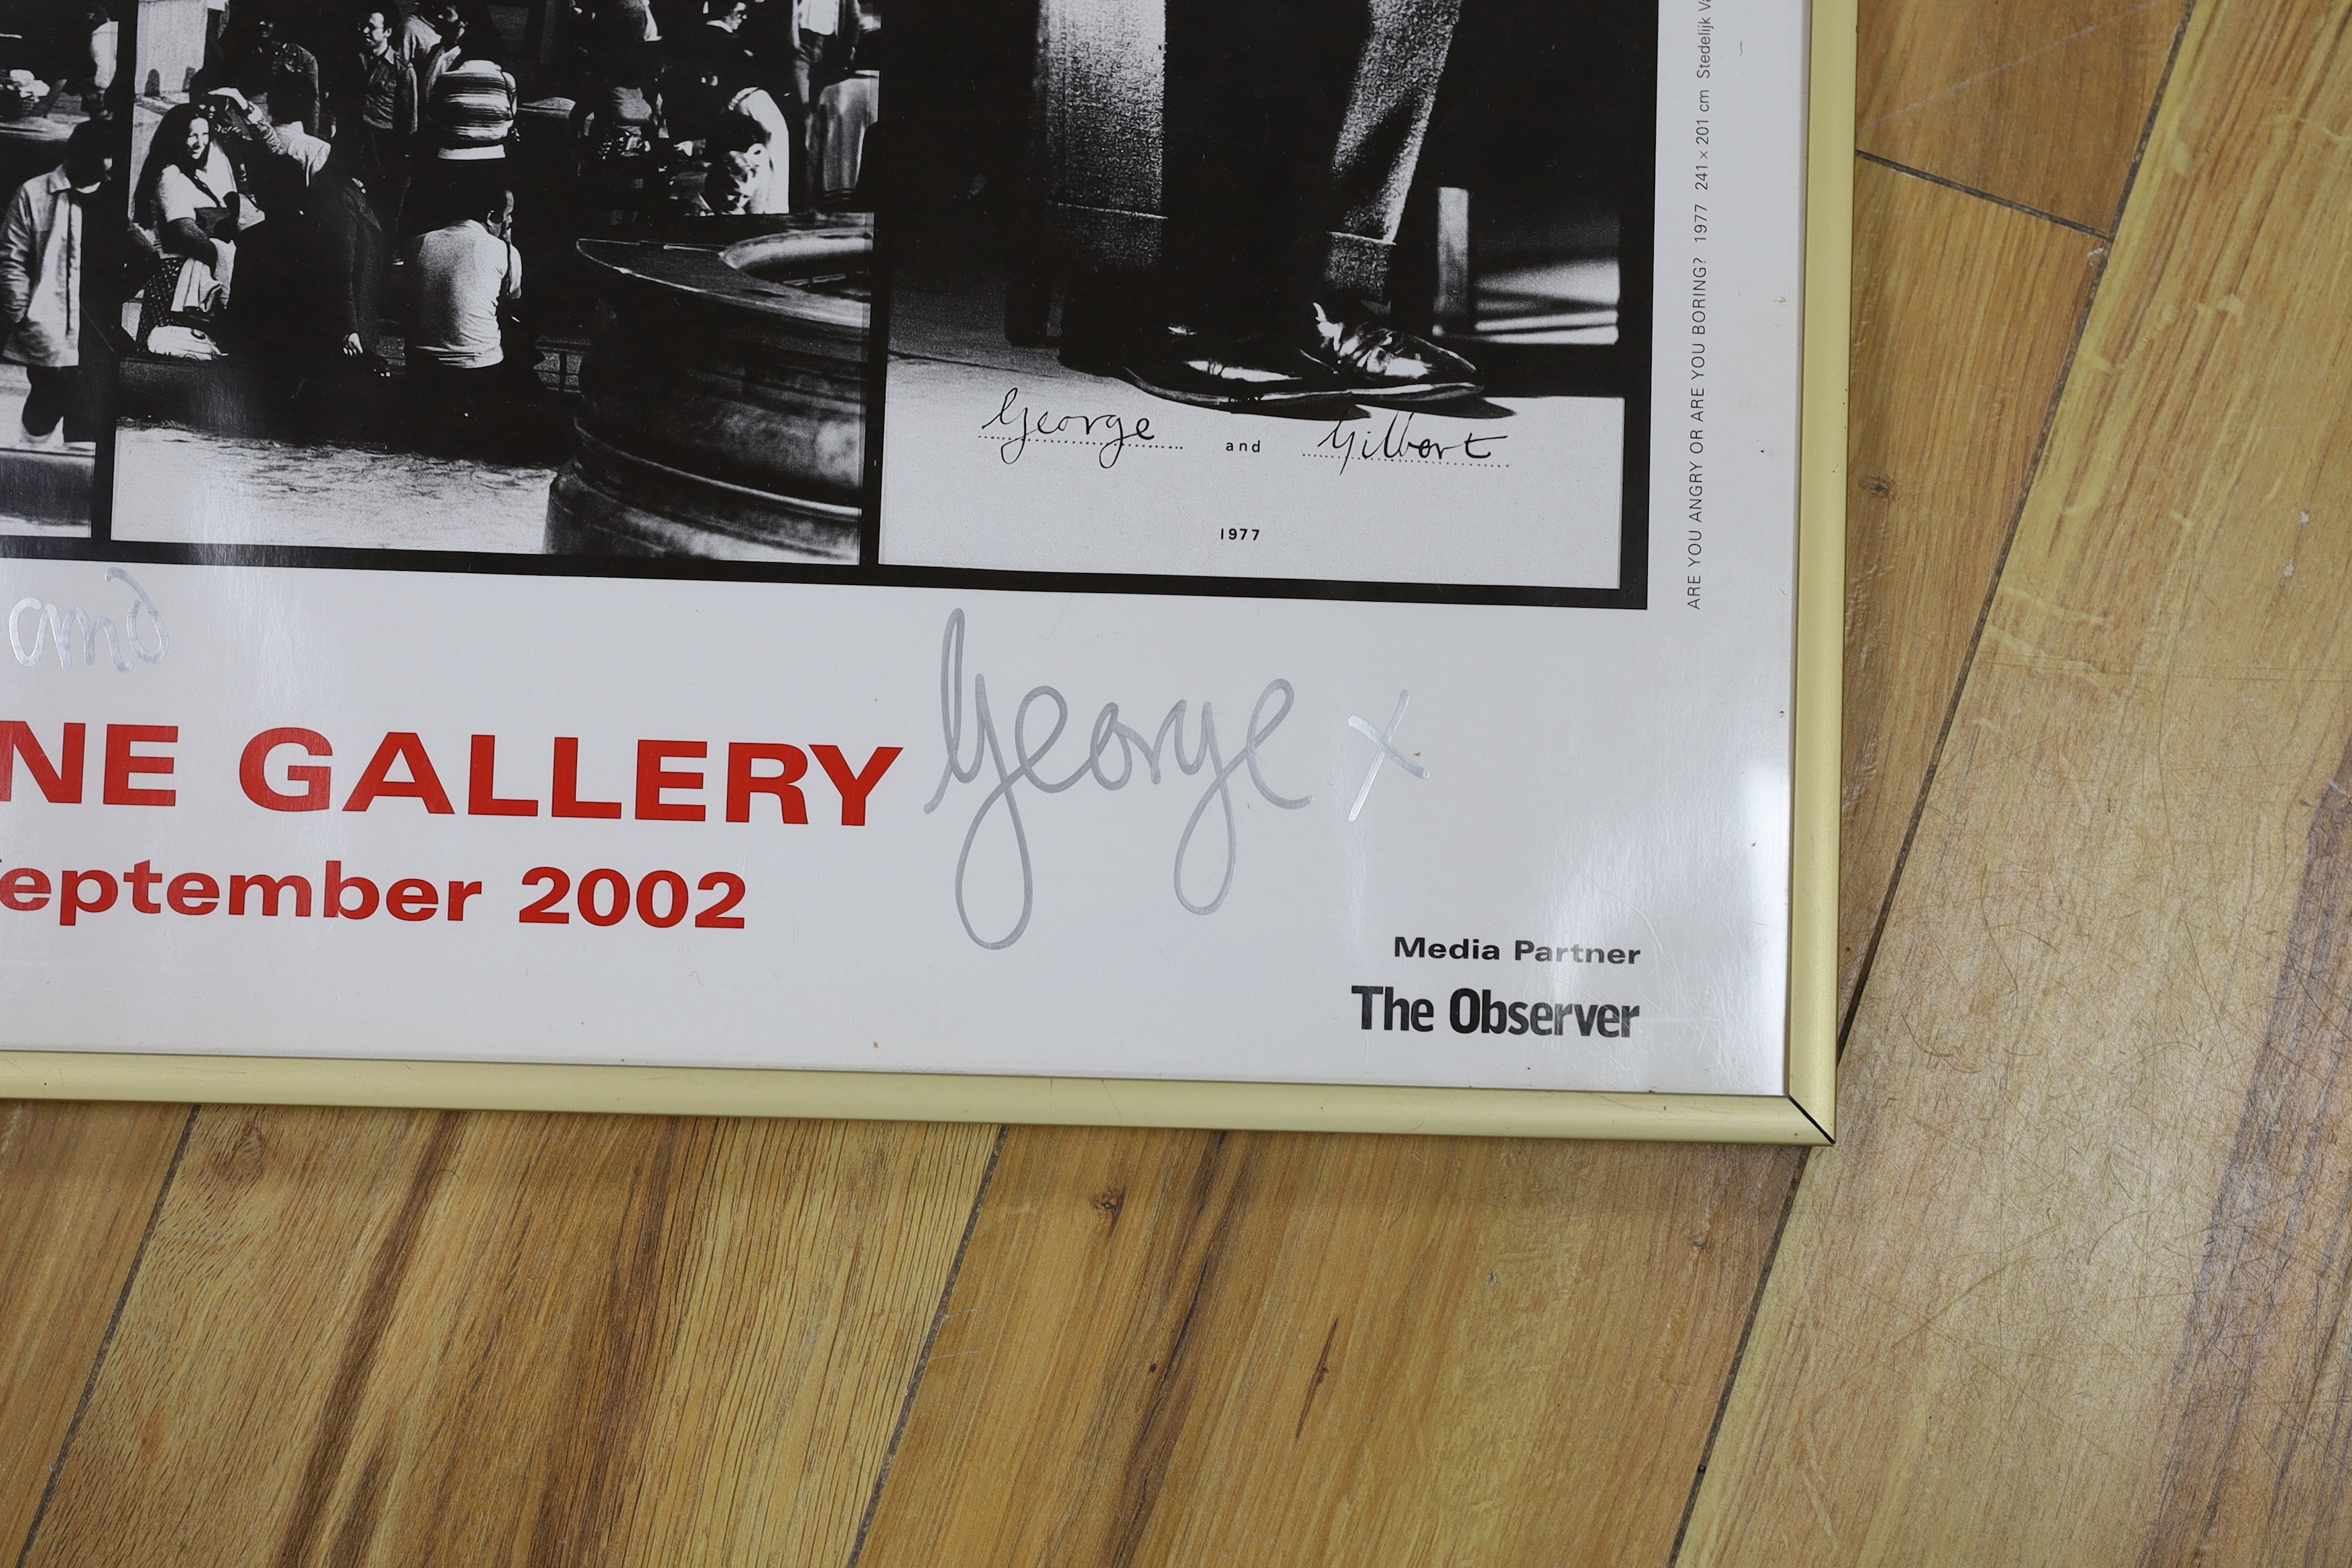 George and Gilbert
1977
and
George x
NE GALLERY
eptember 2002
Media Partner
The Observer
ARE YOU ANGRY OR ARE YOU BORING? 1977 241 × 201 cm Stedelijk Va